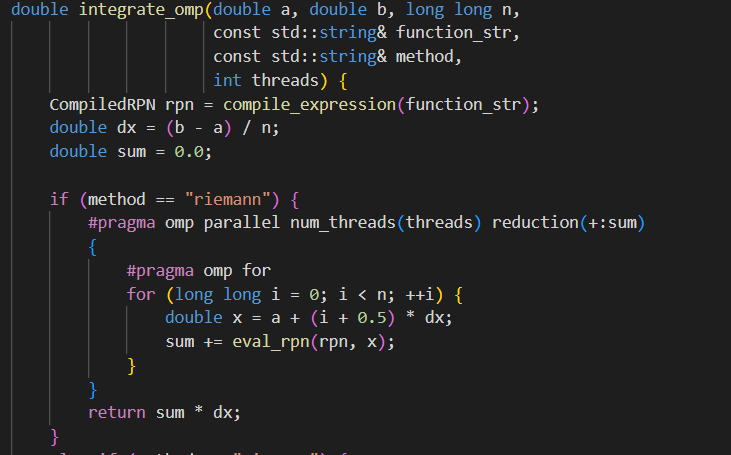 double integrate_omp(double a, double b, long long n,
const std::string& function_str,
const std::string& method,
int threads) {
CompiledRPN rpn = compile_expression(function_str);
double dx = (b - a) / n;
double sum = 0.0;
if (method == "riemann") {
#pragma omp parallel num_threads(threads) reduction(+:sum)
{
#pragma omp for
for (long long i = 0; i < n; ++i) {
double x = a + (i + 0.5) * dx;
sum += eval_rpn(rpn, x);
}
}
return sum * dx;
}